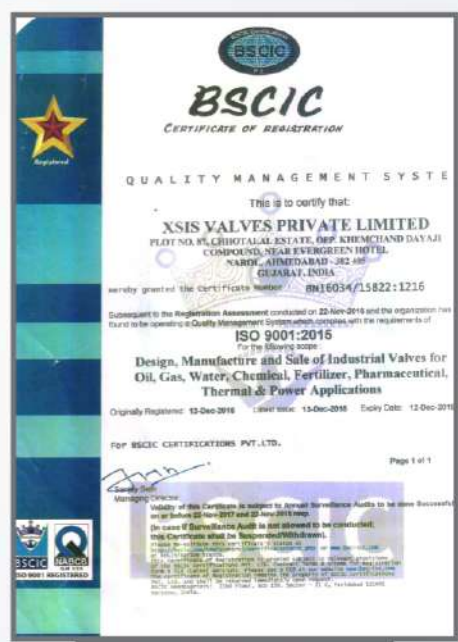 BSCIC
BSCIC
CERTIFICATE OF REGISTRATION
Registered
QUALITY MANAGEMENT SYSTE
This is to certify that:
XSIS VALVES PRIVATE LIMITED
PLOT NO. 87, CHHOTALAL ESTATE, OPP. KHEMCHAND DAYAJI
COMPOUND, NEAR EVERGREEN HOTEL
NAROL, AHMEDABAD - 382 405
GUJARAT, INDIA
hereby granted the Certificate Number : BN16034/15822:1216
Subsequent to the Registration Assessment conducted on 22-Nov-2016 and the organization has
found to be operating a Quality Management System which complies with the requirements of
ISO 9001:2015
For the following scope
Design, Manufacture and Sale of Industrial Valves for
Oil, Gas, Water, Chemical, Fertilizer, Pharmaceutical,
Thermal & Power Applications
Originally Registered: 13-Dec-2016 Latest Issue: 13-Dec-2016 Expiry Date: 12-Dec-201
For BSCIC CERTIFICATIONS PVT.LTD.
Page 1 of 1
Managing Director
Validity of this Certificate is subject to Annual Surveillance Audits to be done Successful
on or before 22-Nov-2017 and 22-Nov-2018 resp.
(In case if Surveillance Audit is not allowed to be conducted;
this Certificate shall be Suspended/Withdrawn).
BSCIC
NABCB
ISO 9001 REGISTERED